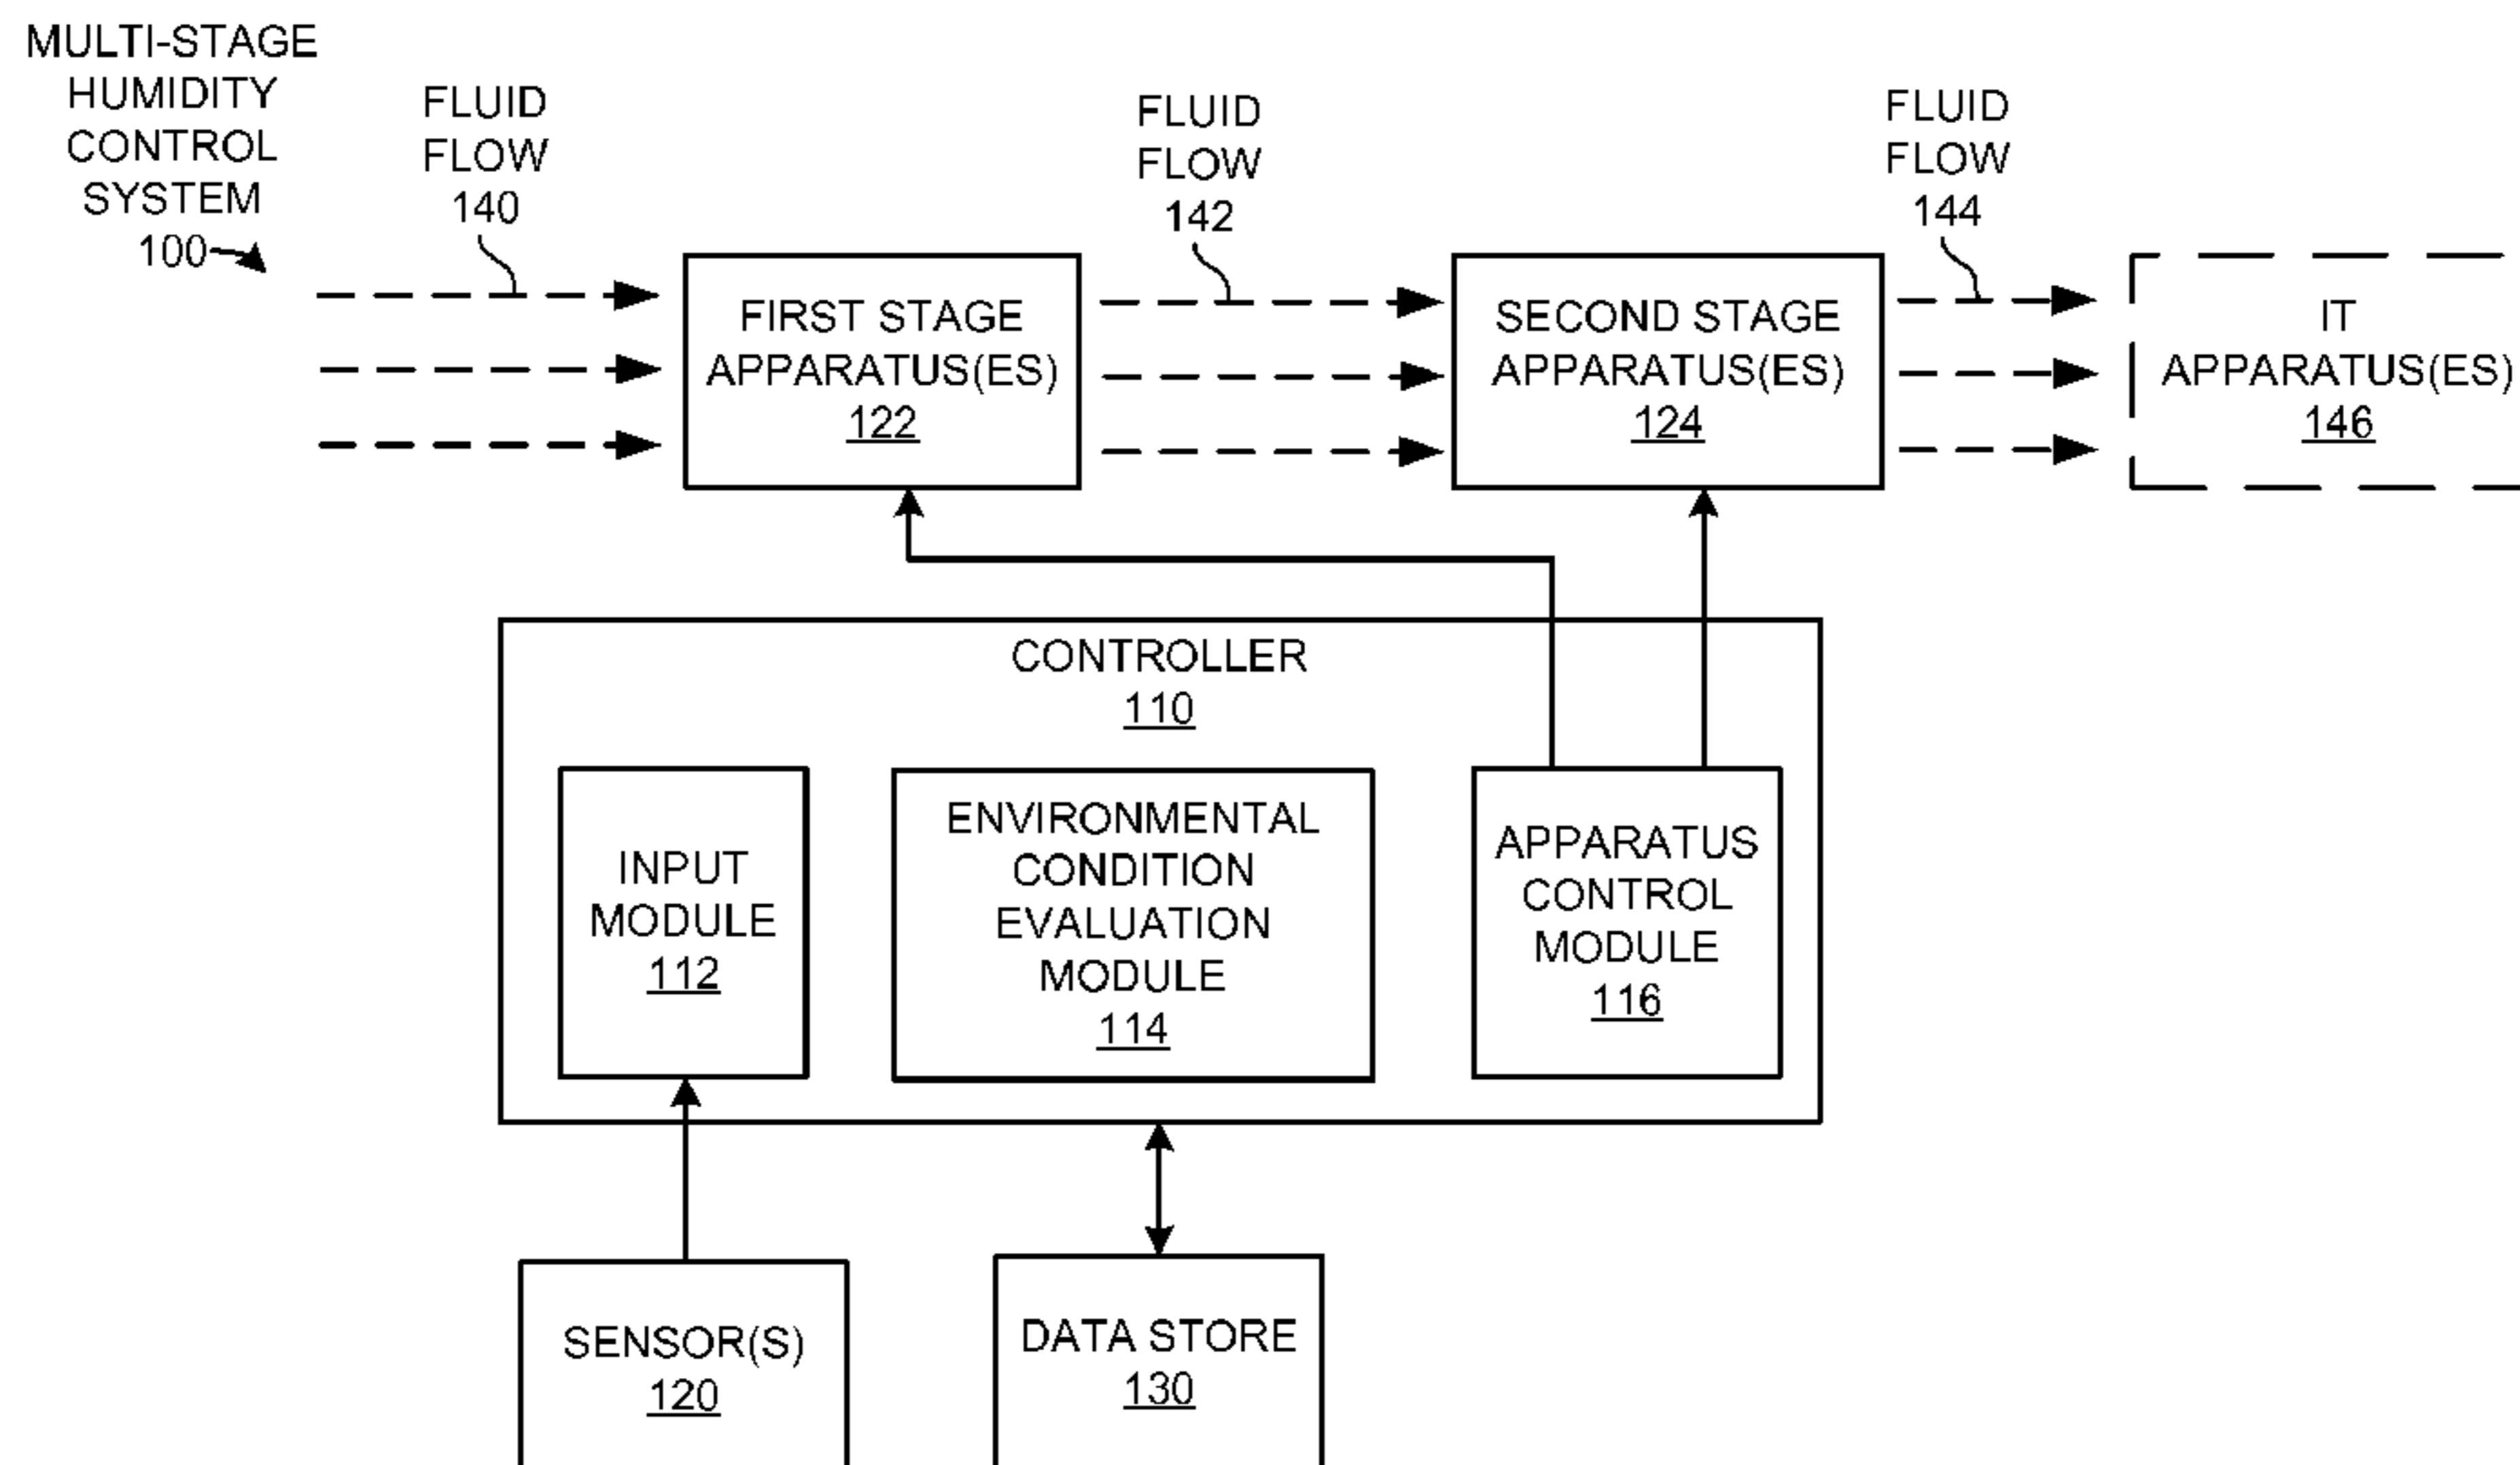 MULTI-STAGE
HUMIDITY
CONTROL
SYSTEM
100
FLUID
FLOW
140
FLUID
FLOW
142
FLUID
FLOW
144
FIRST STAGE
APPARATUS(ES)
122
SECOND STAGE
APPARATUS(ES)
124
IT
APPARATUS(ES)
146
CONTROLLER
110
INPUT
MODULE
112
ENVIRONMENTAL
CONDITION
EVALUATION
MODULE
114
APPARATUS
CONTROL
MODULE
116
SENSOR(S)
120
DATA STORE
130